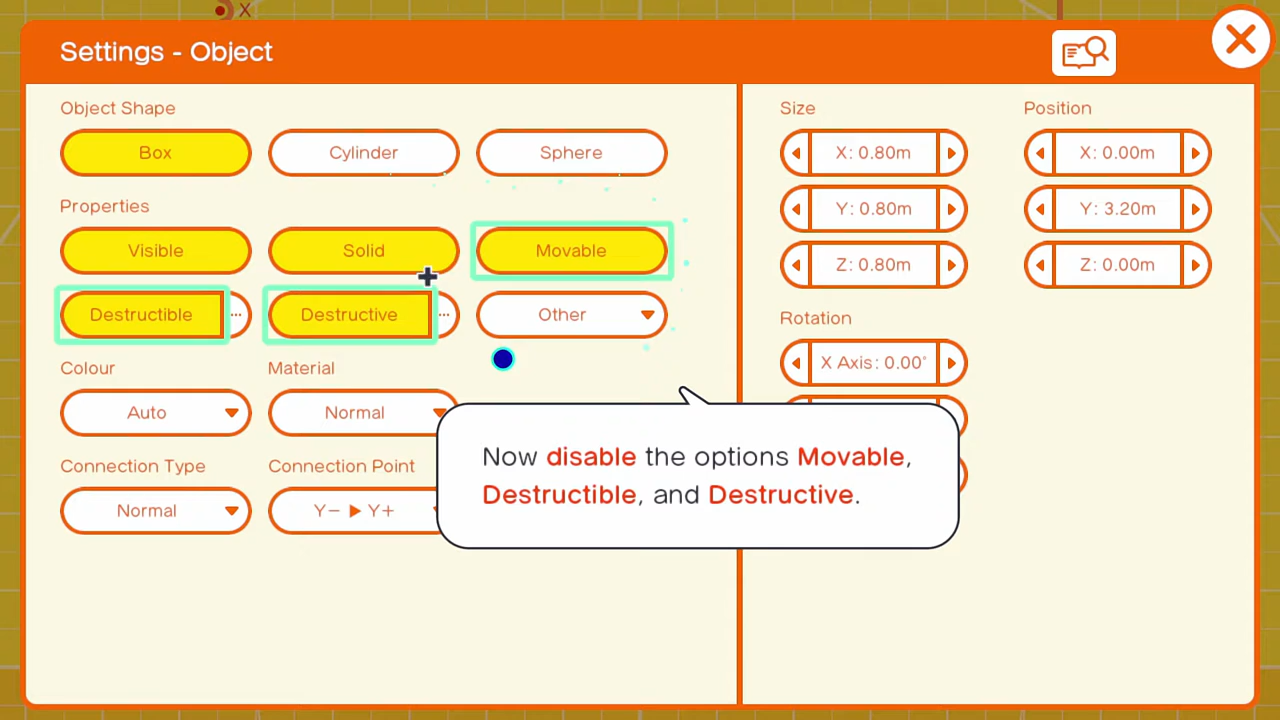 X
Settings - Object
Object Shape
Box Cylinder Sphere
Properties
Visible Solid Movable
Destructible ... Destructive ... Other
Colour Material
Auto Normal
Connection Type Connection Point
Normal Y− ▶ Y+
Size Position
X: 0.80m X: 0.00m
Y: 0.80m Y: 3.20m
Z: 0.80m Z: 0.00m
Rotation
X Axis: 0.00°
Now disable the options Movable,
Destructible, and Destructive.